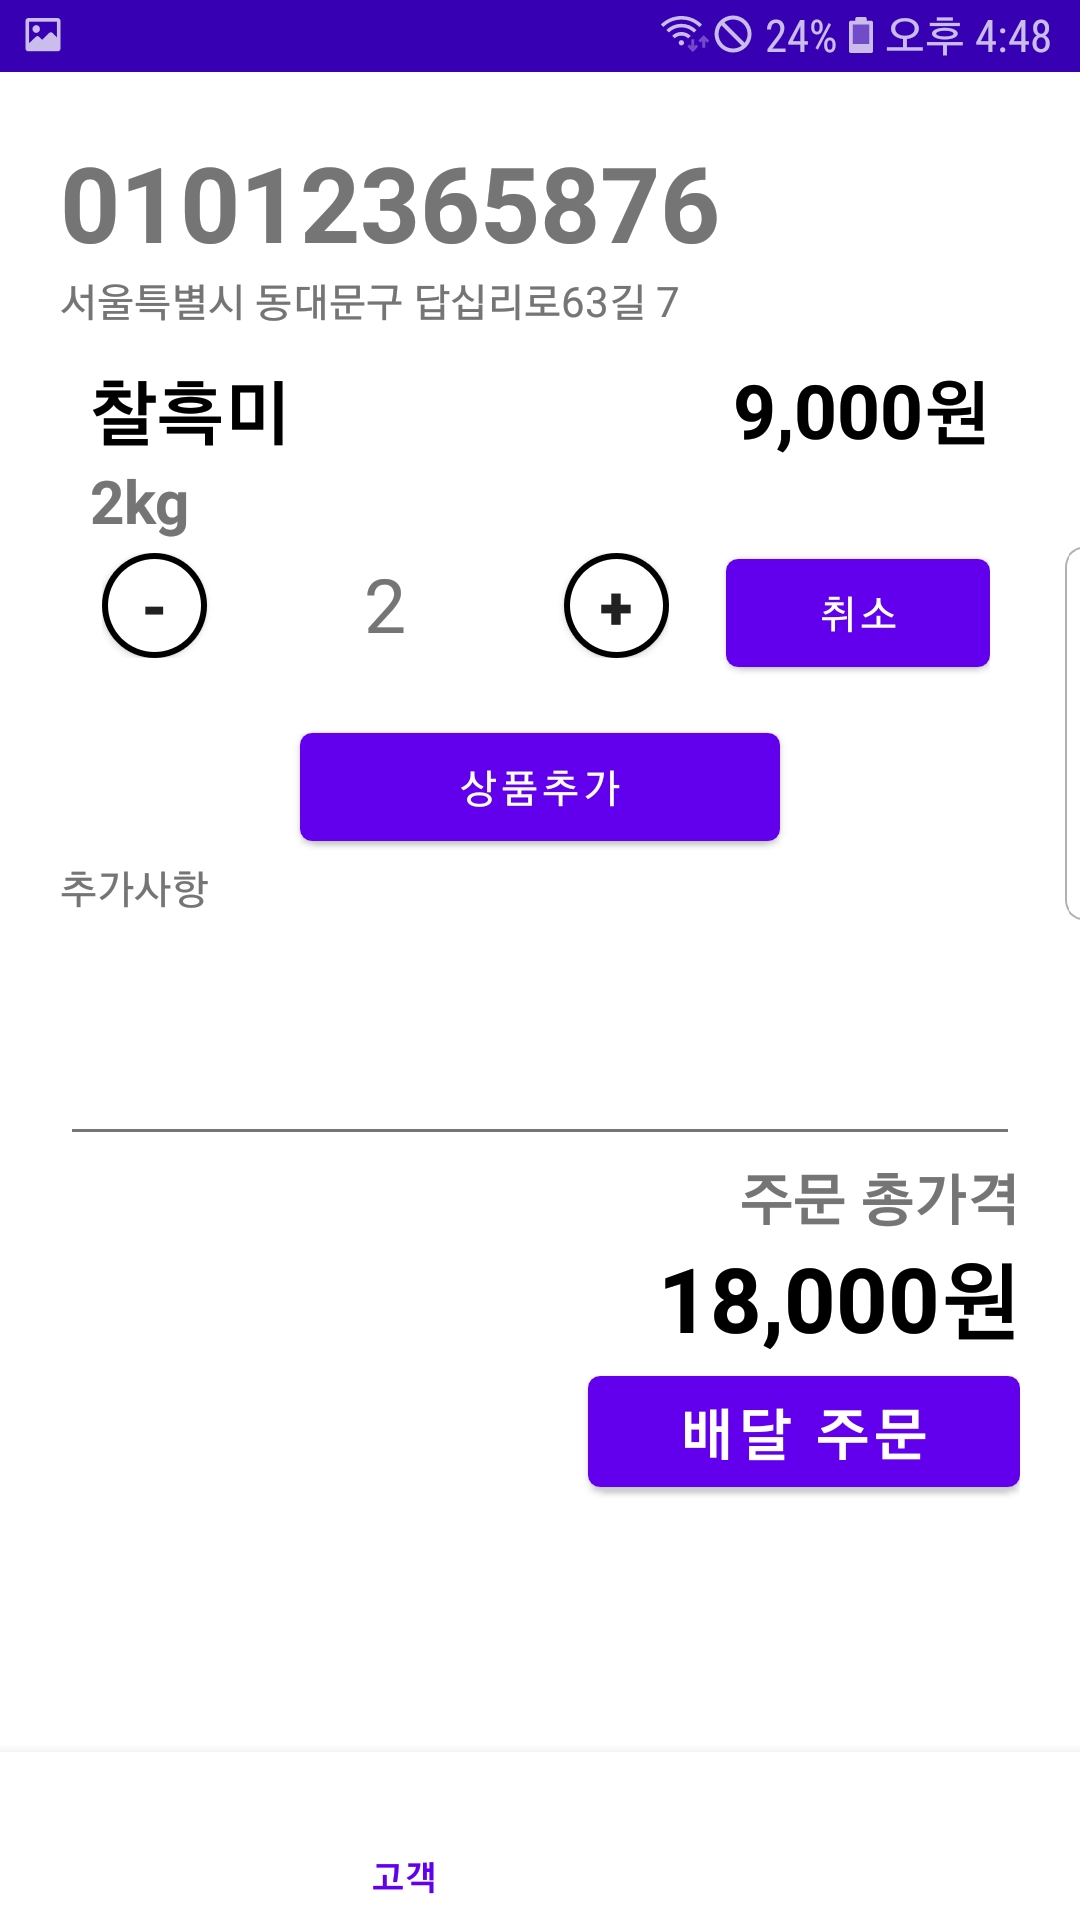 24% 오후 4:48
01012365876
서울특별시 동대문구 답십리로63길 7
찰흑미 9,000원
2kg
- 2 + 취소
상품추가
추가사항
주문 총가격
18,000원
배달 주문
고객